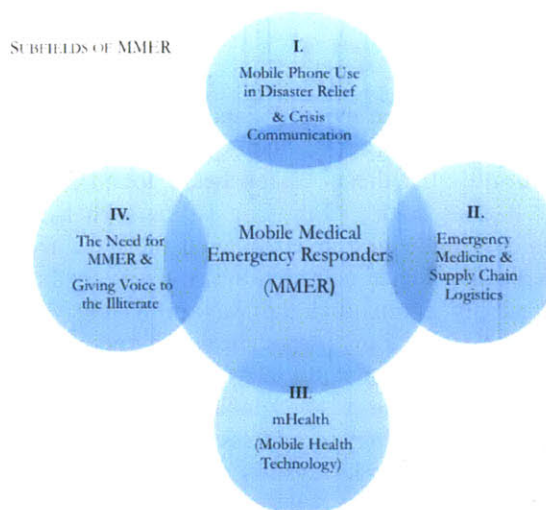 SUBFIELDS OF MMER
I.
Mobile Phone Use
in Disaster Relief
& Crisis
Communication
IV.
The Need for
MMER &
Giving Voice to
the Illiterate
Mobile Medical
Emergency Responders
(MMER)
II.
Emergency
Medicine &
Supply Chain
Logistics
III.
mHealth
(Mobile Health
Technology)